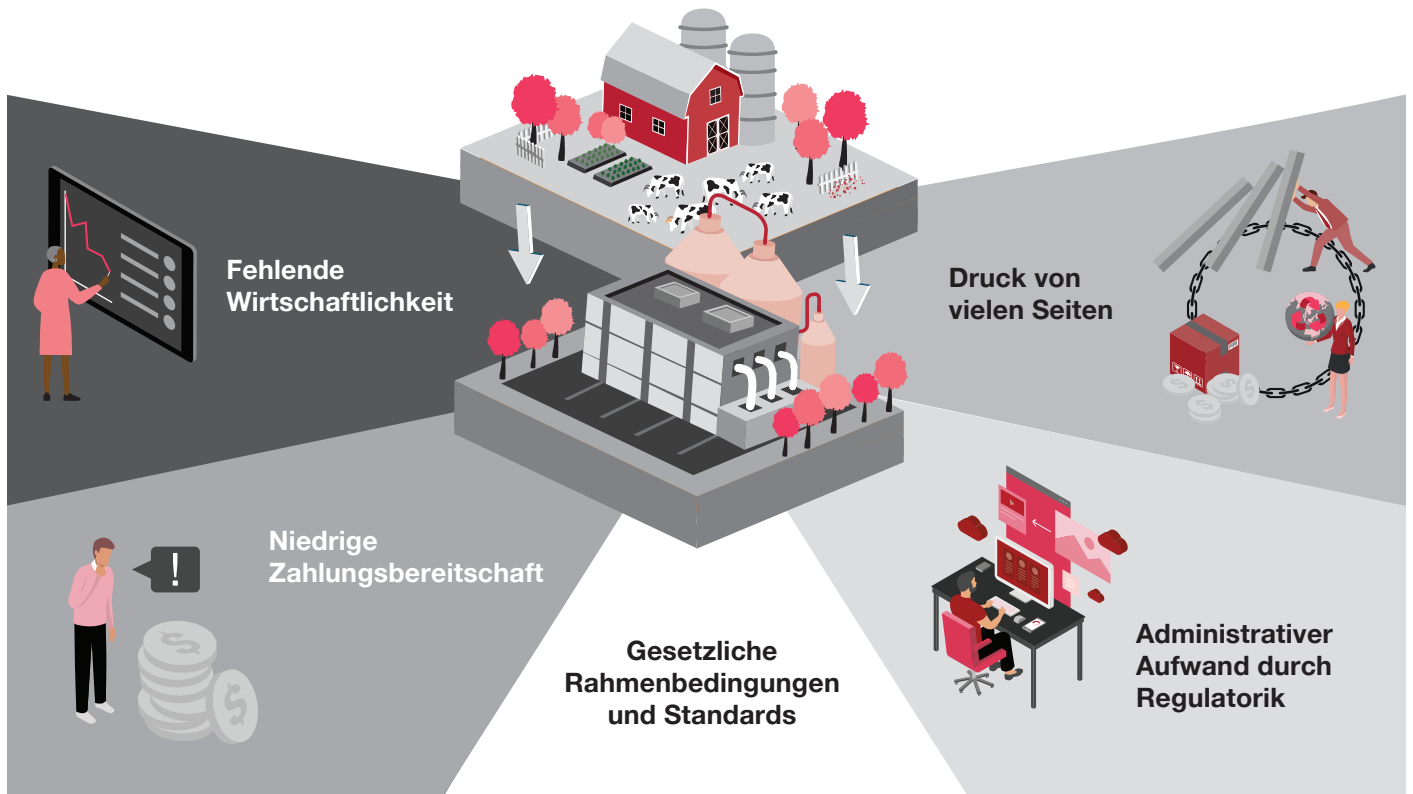 Fehlende
Wirtschaftlichkeit
Druck von
vielen Seiten
Niedrige
Zahlungsbereitschaft
!
Gesetzliche
Rahmenbedingungen
und Standards
Administrativer
Aufwand durch
Regulatorik